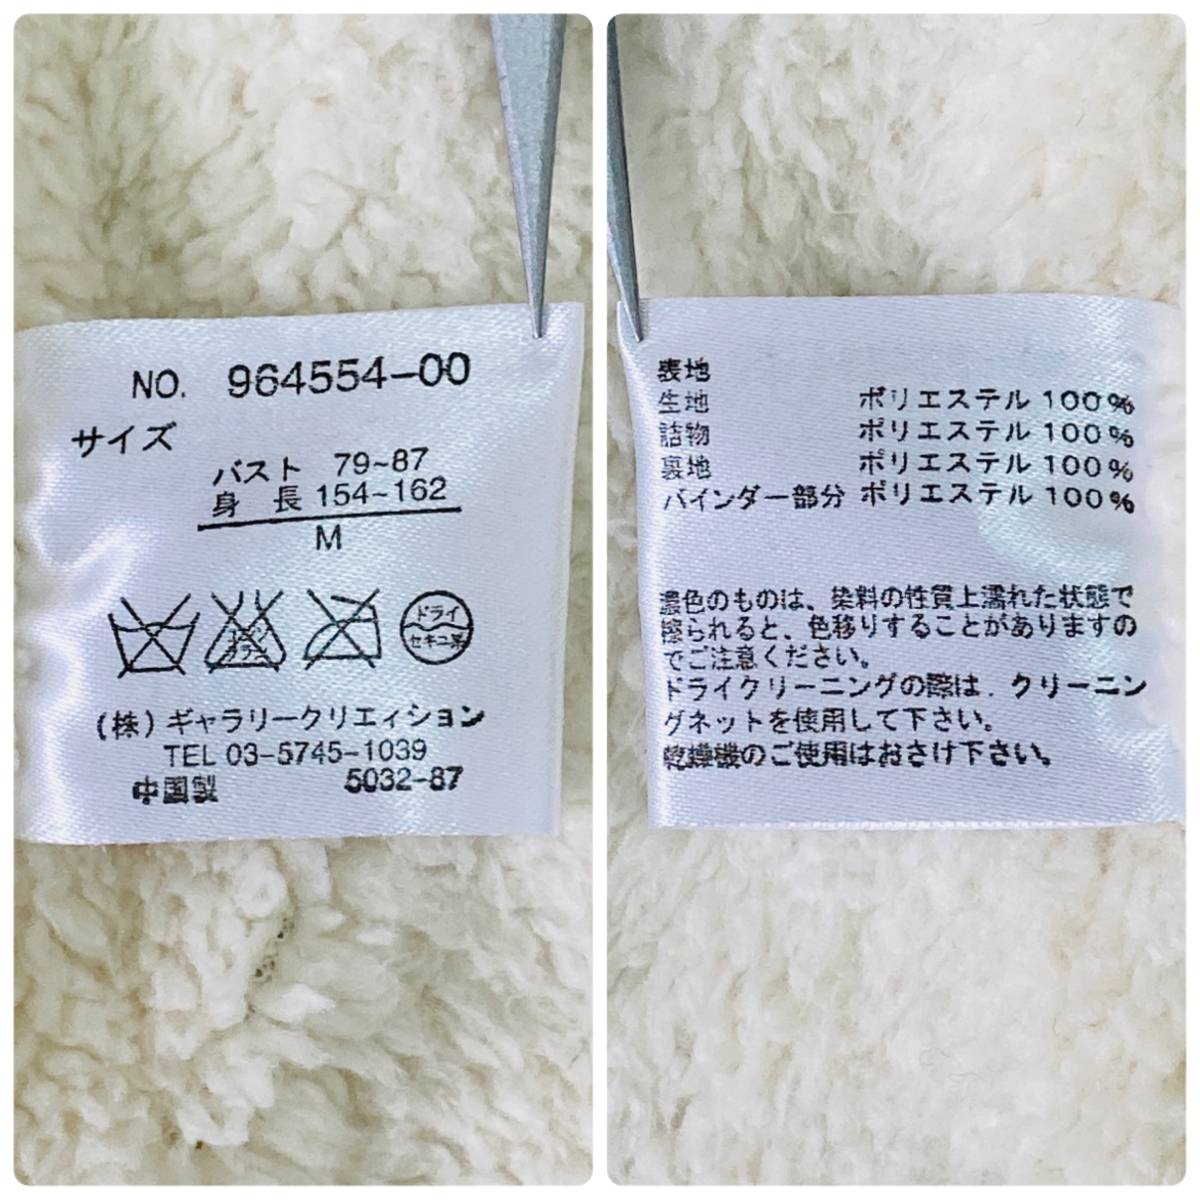 NO. 964554-00
サイズ
バスト 79~87
身 長 154~162
M
ドライ
セキユ系
(株)ギャラリークリエィション
TEL 03-5745-1039
中国製 5032-87
表地
生地 ポリエステル 100%
詰物 ポリエステル 100%
裏地 ポリエステル 100%
バインダー部分 ポリエステル 100%
濃色のものは、染料の性質上濡れた状態で
擦られると、色移りすることがありますの
でご注意ください。
ドライクリーニングの際は、クリーニン
グネットを使用して下さい。
乾燥機のご使用はおさけ下さい。